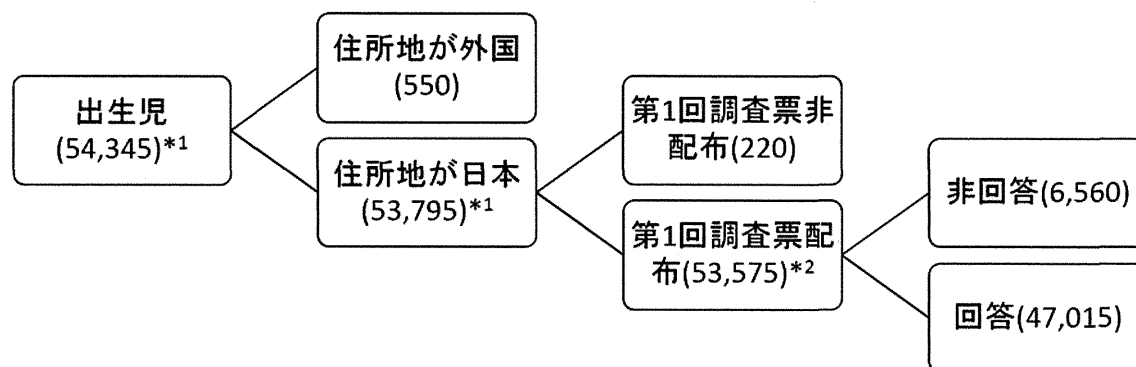 出生児
(54,345)*1
住所地が外国
(550)
住所地が日本
(53,795)*1
第1回調査票非
配布(220)
第1回調査票配
布(53,575)*2
非回答(6,560)
回答(47,015)